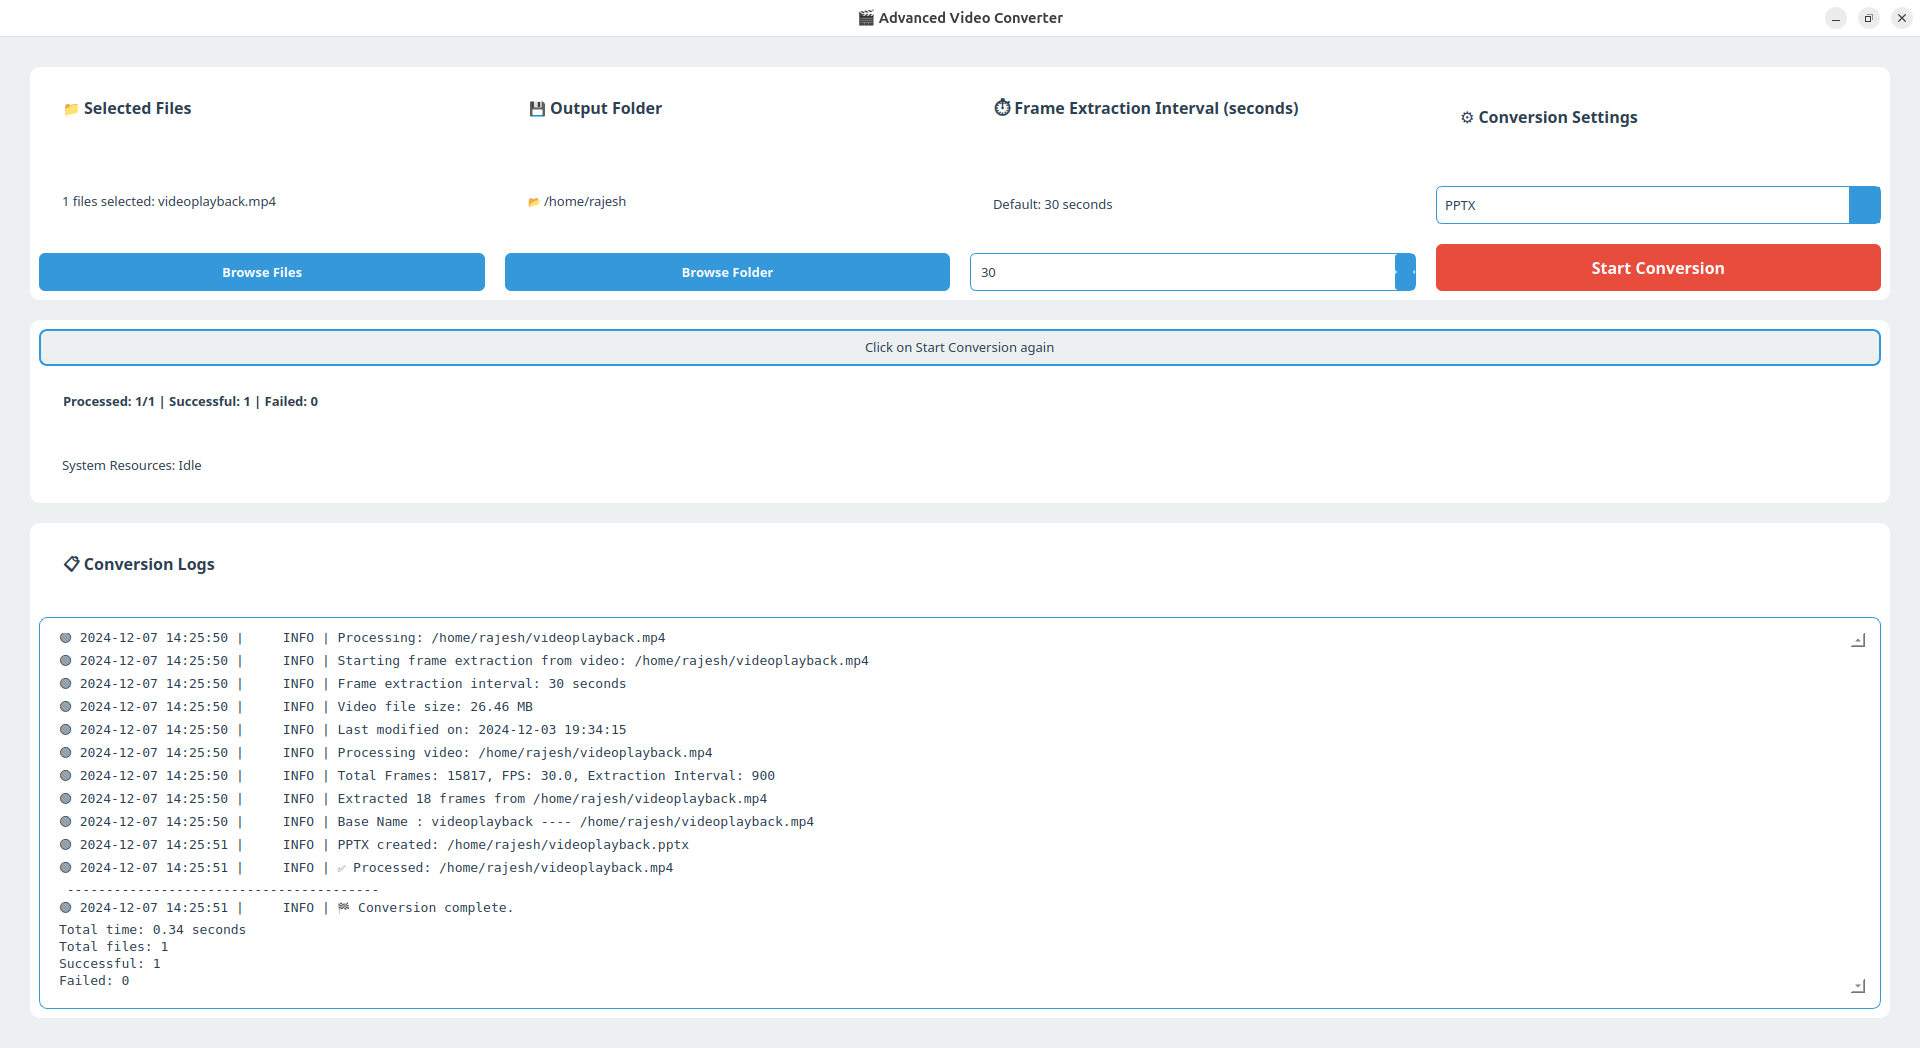 🎬 Advanced Video Converter
📁 Selected Files
💾 Output Folder
⏱ Frame Extraction Interval (seconds)
⚙ Conversion Settings
1 files selected: videoplayback.mp4
📂 /home/rajesh
Default: 30 seconds
PPTX
Browse Files
Browse Folder
30
Start Conversion
Click on Start Conversion again
Processed: 1/1 | Successful: 1 | Failed: 0
System Resources: Idle
📋 Conversion Logs
🟢 2024-12-07 14:25:50 |     INFO | Processing: /home/rajesh/videoplayback.mp4
🟢 2024-12-07 14:25:50 |     INFO | Starting frame extraction from video: /home/rajesh/videoplayback.mp4
🟢 2024-12-07 14:25:50 |     INFO | Frame extraction interval: 30 seconds
🟢 2024-12-07 14:25:50 |     INFO | Video file size: 26.46 MB
🟢 2024-12-07 14:25:50 |     INFO | Last modified on: 2024-12-03 19:34:15
🟢 2024-12-07 14:25:50 |     INFO | Processing video: /home/rajesh/videoplayback.mp4
🟢 2024-12-07 14:25:50 |     INFO | Total Frames: 15817, FPS: 30.0, Extraction Interval: 900
🟢 2024-12-07 14:25:50 |     INFO | Extracted 18 frames from /home/rajesh/videoplayback.mp4
🟢 2024-12-07 14:25:50 |     INFO | Base Name : videoplayback ---- /home/rajesh/videoplayback.mp4
🟢 2024-12-07 14:25:51 |     INFO | PPTX created: /home/rajesh/videoplayback.pptx
🟢 2024-12-07 14:25:51 |     INFO | ✅ Processed: /home/rajesh/videoplayback.mp4
----------------------------------------
🟢 2024-12-07 14:25:51 |     INFO | 🏁 Conversion complete.
Total time: 0.34 seconds
Total files: 1
Successful: 1
Failed: 0